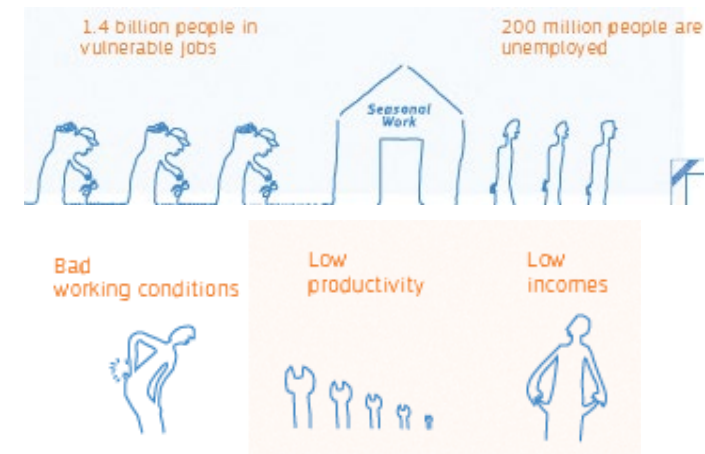 1.4 billion people in
vulnerable jobs
200 million people are
unemployed
Seasonal
Work
Bad
working conditions
Low
productivity
Low
incomes